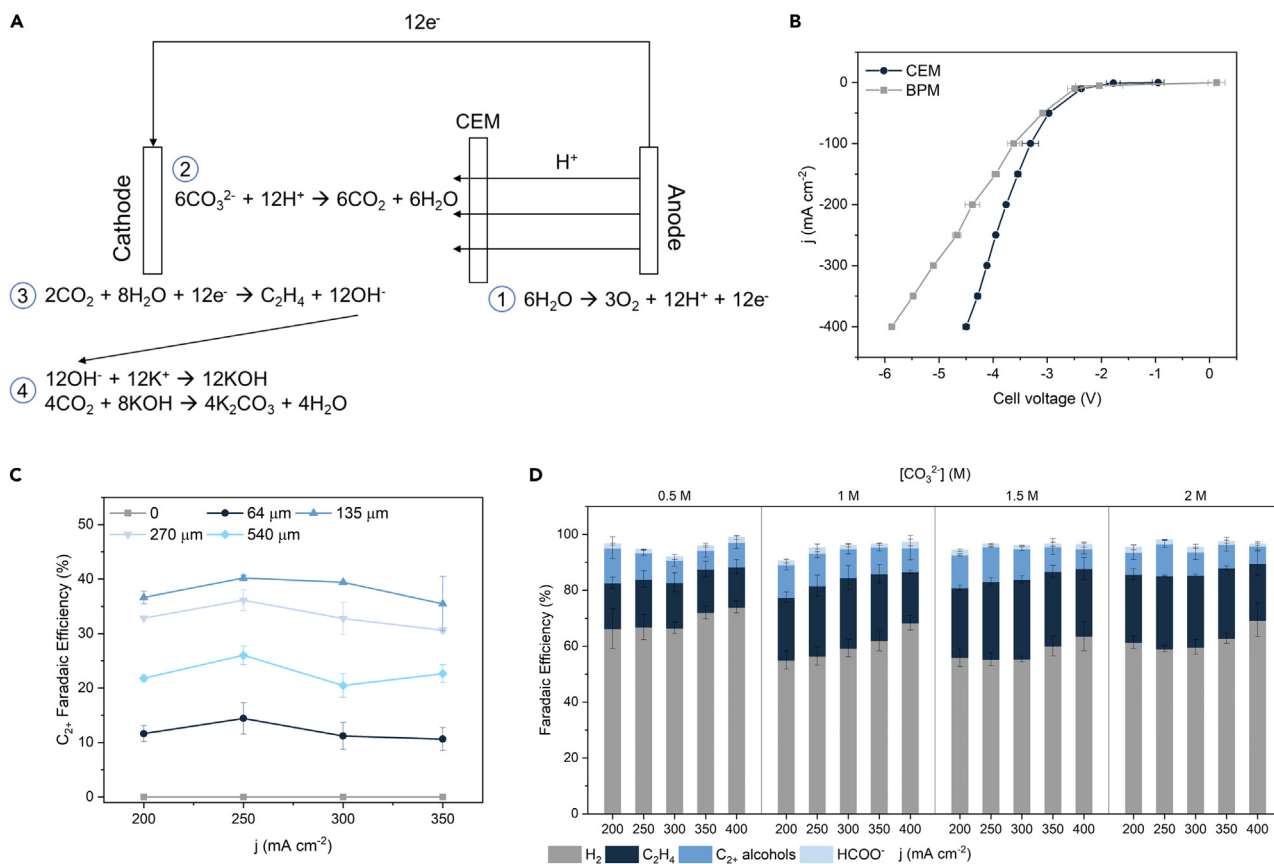 A
12e⁻
CEM
Cathode
②
6CO₃²⁻ + 12H⁺ → 6CO₂ + 6H₂O
H⁺
Anode
③ 2CO₂ + 8H₂O + 12e⁻ → C₂H₄ + 12OH⁻
① 6H₂O → 3O₂ + 12H⁺ + 12e⁻
④ 12OH⁻ + 12K⁺ → 12KOH
4CO₂ + 8KOH → 4K₂CO₃ + 4H₂O
B
CEM
BPM
j (mA cm⁻²)
0
-100
-200
-300
-400
-6 -5 -4 -3 -2 -1 0
Cell voltage (V)
C
0 64 μm 135 μm
270 μm 540 μm
C₂₊ Faradaic Efficiency (%)
50
40
30
20
10
0
200 250 300 350
j (mA cm⁻²)
D
[CO₃²⁻] (M)
0.5 M 1 M 1.5 M 2 M
Faradaic Efficiency (%)
100
80
60
40
20
0
200 250 300 350 400 200 250 300 350 400 200 250 300 350 400 200 250 300 350 400
H₂ C₂H₄ C₂₊ alcohols HCOO⁻ j (mA cm⁻²)